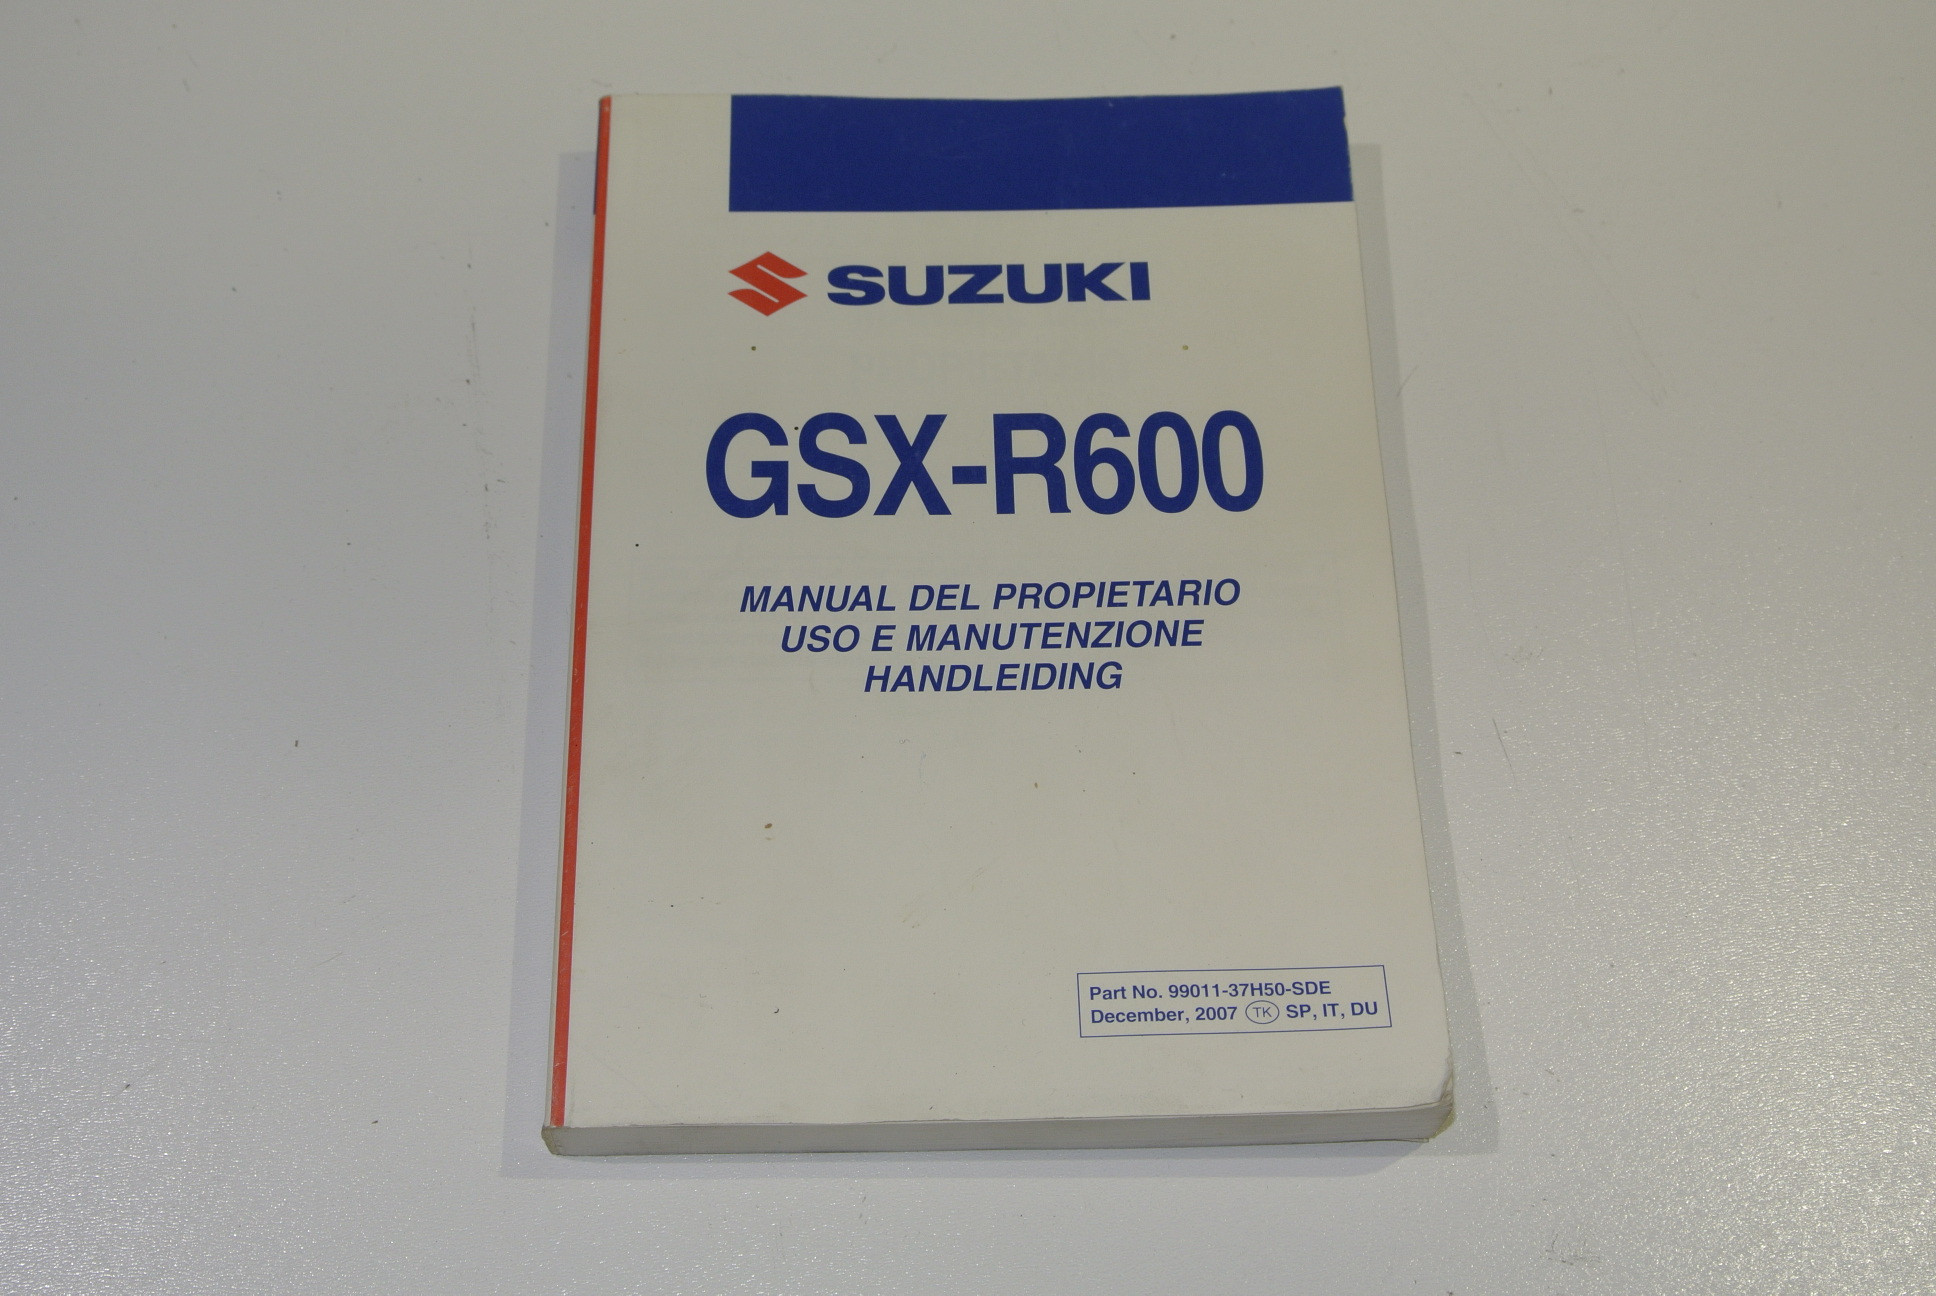 SUZUKI
GSX-R600
MANUAL DEL PROPIETARIO
USO E MANUTENZIONE
HANDLEIDING
Part No. 99011-37H50-SDE
December, 2007 TK SP, IT, DU